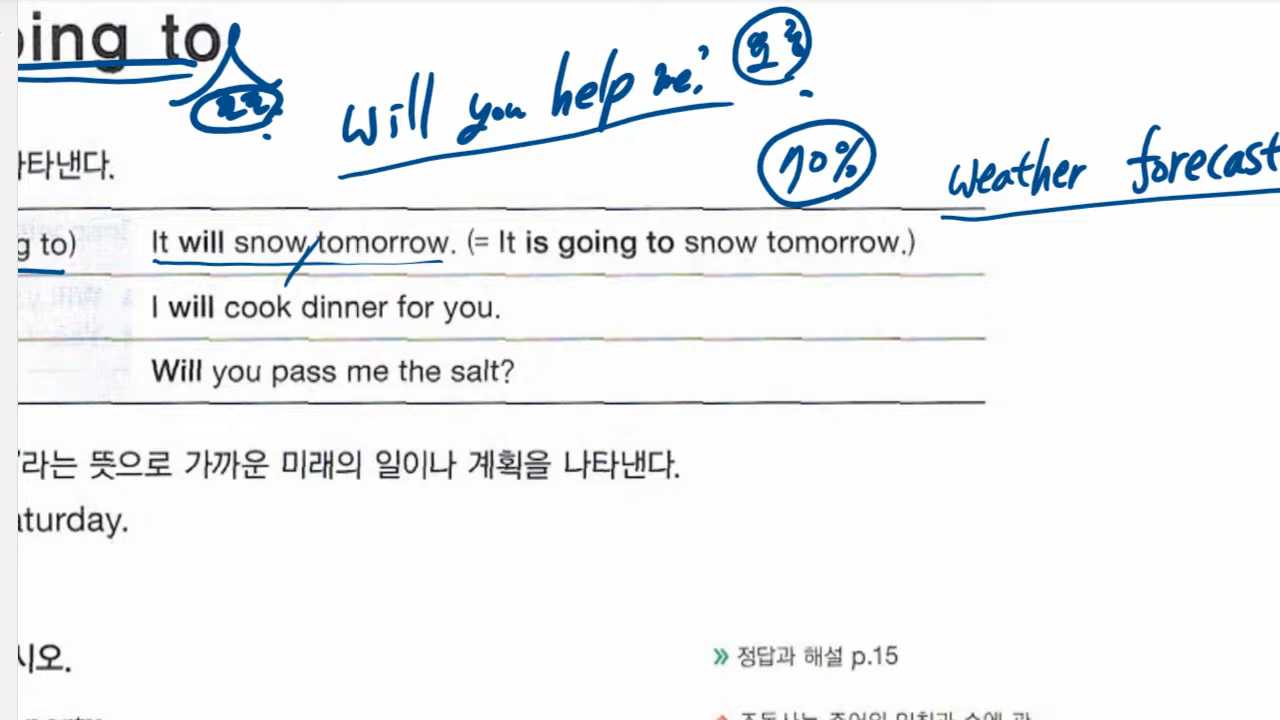 ing to
Will you help me?
요청
70%
weather forecast
타낸다.
g to) It will snow tomorrow. (= It is going to snow tomorrow.)
I will cook dinner for you.
Will you pass me the salt?
라는 뜻으로 가까운 미래의 일이나 계획을 나타낸다.
aturday.
시오.
» 정답과 해설 p.15